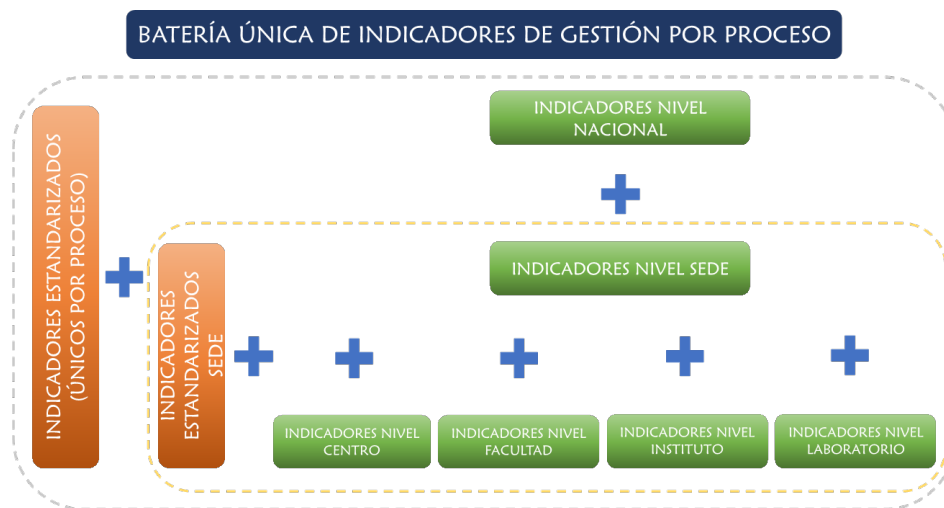 BATERÍA ÚNICA DE INDICADORES DE GESTIÓN POR PROCESO
INDICADORES ESTANDARIZADOS
(ÚNICOS POR PROCESO)
INDICADORES NIVEL
NACIONAL
INDICADORES
ESTANDARIZADOS
SEDE
INDICADORES NIVEL SEDE
INDICADORES NIVEL
CENTRO
INDICADORES NIVEL
FACULTAD
INDICADORES NIVEL
INSTITUTO
INDICADORES NIVEL
LABORATORIO